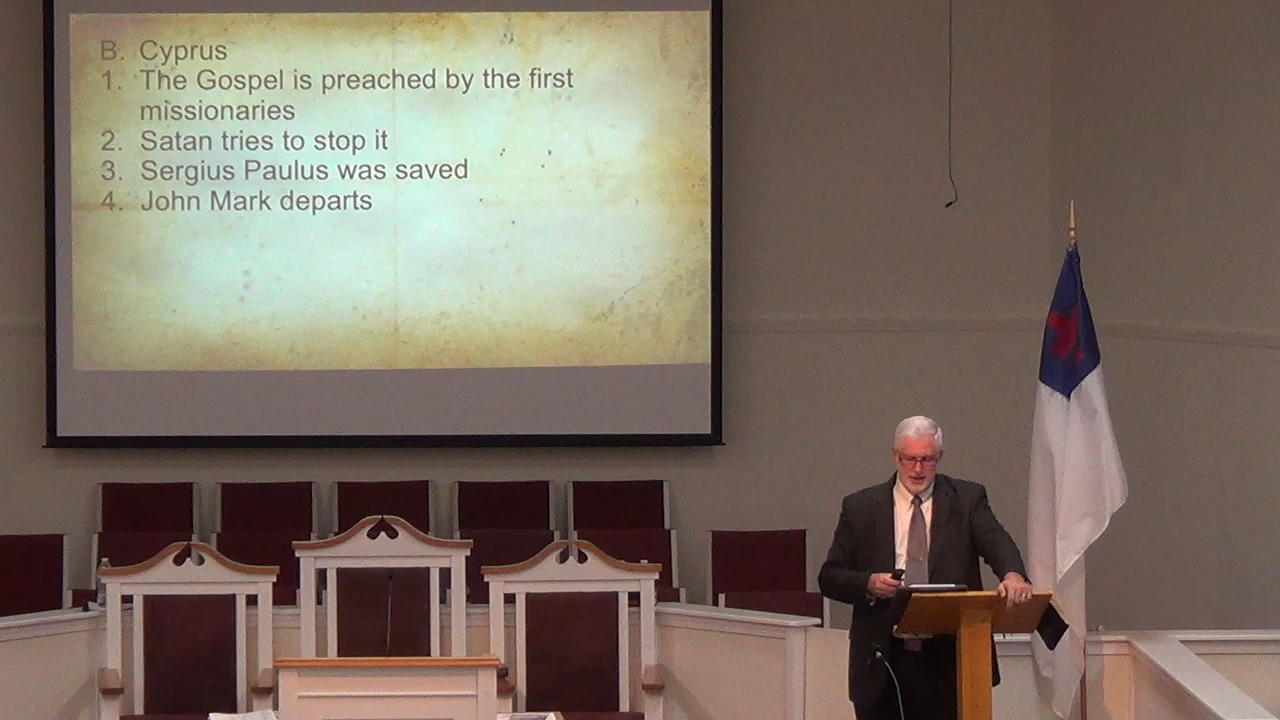 B. Cyprus
1. The Gospel is preached by the first
missionaries
2. Satan tries to stop it
3. Sergius Paulus was saved
4. John Mark departs